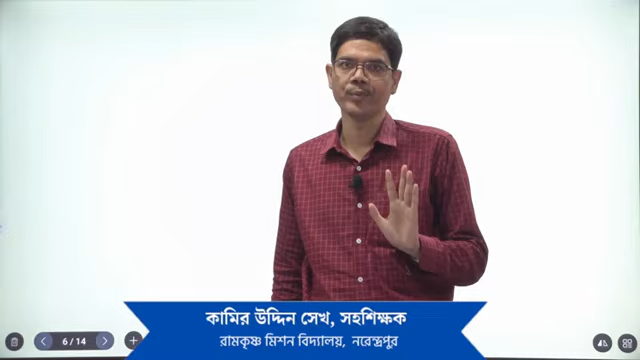 কামির উদ্দিন সেখ, সহশিক্ষক
রামকৃষ্ণ মিশন বিদ্যালয়, নরেন্দ্রপুর
6 / 14